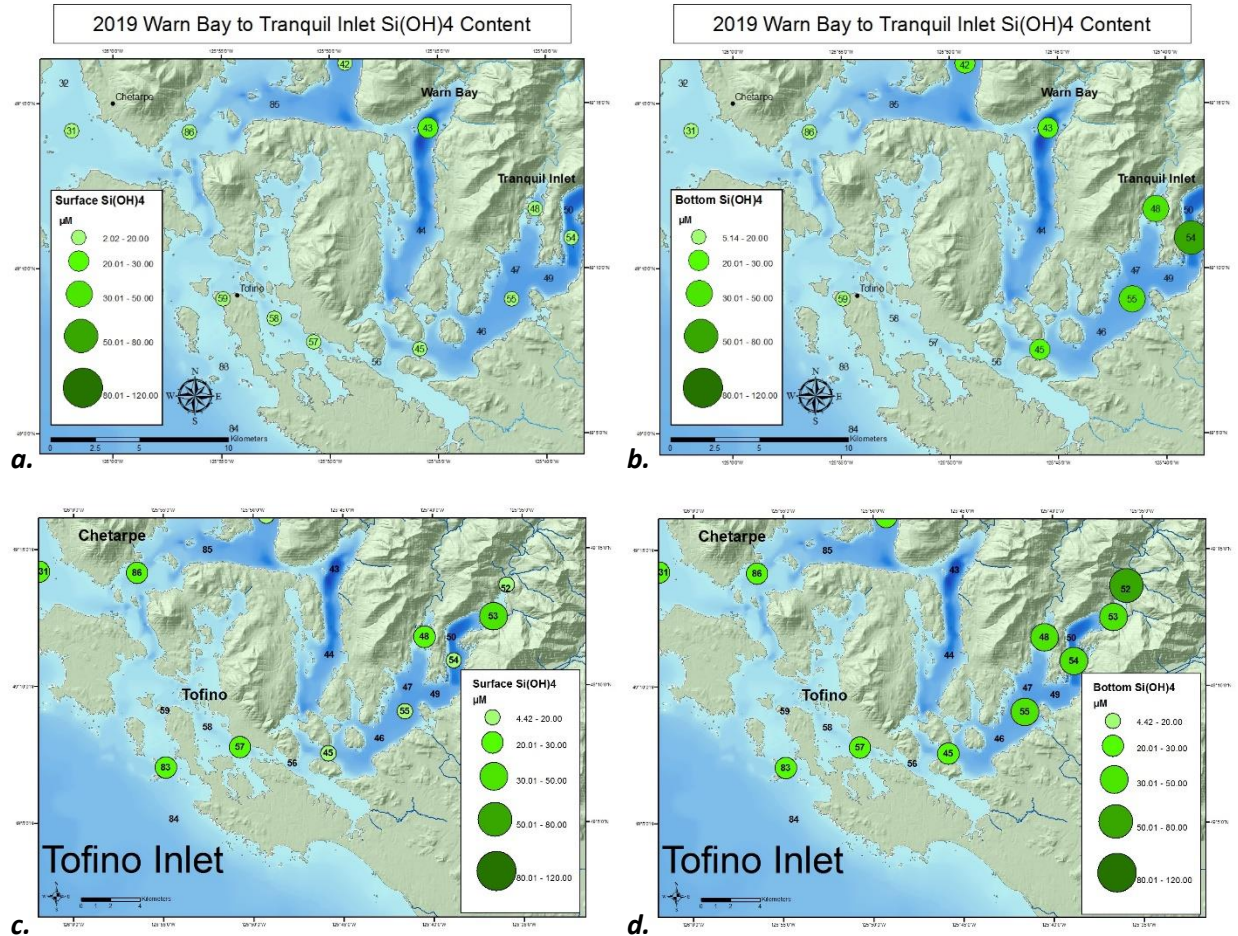 2019 Warn Bay to Tranquil Inlet Si(OH)4 Content
32
Chetarpe
31
86
85
42
Warn Bay
43
Tranquil Inlet
48
50
54
44
47
49
55
46
45
56
57
58
59
Tofino
83
84
Surface Si(OH)4
µM
2.02 - 20.00
20.01 - 30.00
30.01 - 50.00
50.01 - 80.00
80.01 - 120.00
N
W E
S
0 2.5 5 10
Kilometers
a.
2019 Warn Bay to Tranquil Inlet Si(OH)4 Content
32
Chetarpe
31
86
85
42
Warn Bay
43
Tranquil Inlet
48
50
54
44
47
49
55
46
45
56
57
58
59
Tofino
83
84
Bottom Si(OH)4
µM
5.14 - 20.00
20.01 - 30.00
30.01 - 50.00
50.01 - 80.00
80.01 - 120.00
N
W E
S
0 2.5 5 10
Kilometers
b.
Chetarpe
31
86
85
43
52
53
48
50
54
44
47
49
55
46
45
56
57
58
59
Tofino
83
84
Surface Si(OH)4
µM
4.42 - 20.00
20.01 - 30.00
30.01 - 50.00
50.01 - 80.00
80.01 - 120.00
Tofino Inlet
0 1 2 4
Kilometers
c.
Chetarpe
31
86
85
43
52
53
48
50
54
44
47
49
55
46
45
56
57
58
59
Tofino
83
84
Bottom Si(OH)4
µM
4.42 - 20.00
20.01 - 30.00
30.01 - 50.00
50.01 - 80.00
80.01 - 120.00
Tofino Inlet
0 1 2 4
Kilometers
d.